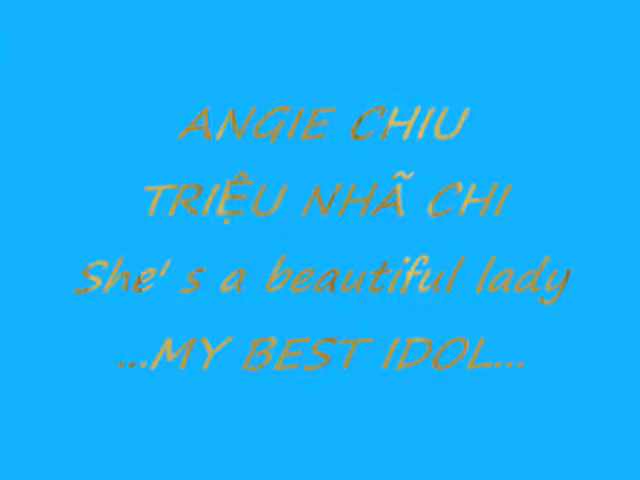 ANGIE CHIU
TRIỆU NHÃ CHI
She' s a beautiful lady
...MY BEST IDOL...